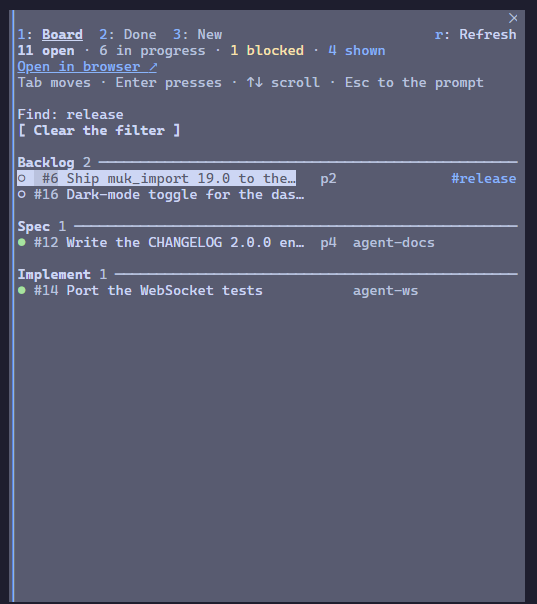 ×
1: Board  2: Done  3: New  r: Refresh
11 open · 6 in progress · 1 blocked · 4 shown
Open in browser ↗
Tab moves · Enter presses · ↑↓ scroll · Esc to the prompt
Find: release
[ Clear the filter ]
Backlog 2
○ #6 Ship muk_import 19.0 to the… p2 #release
○ #16 Dark-mode toggle for the das…
Spec 1
● #12 Write the CHANGELOG 2.0.0 en… p4 agent-docs
Implement 1
● #14 Port the WebSocket tests agent-ws